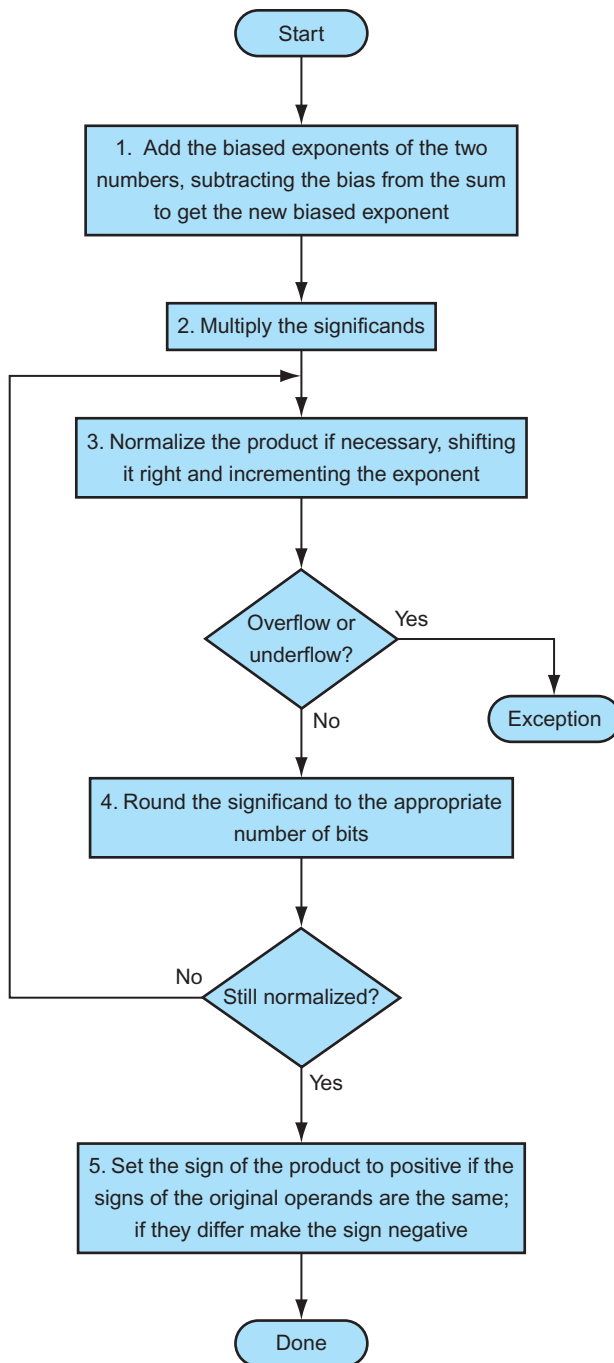 Start
1. Add the biased exponents of the two
numbers, subtracting the bias from the sum
to get the new biased exponent
2. Multiply the significands
3. Normalize the product if necessary, shifting
it right and incrementing the exponent
Overflow or
underflow?
Yes
No
Exception
4. Round the significand to the appropriate
number of bits
No
Still normalized?
Yes
5. Set the sign of the product to positive if the
signs of the original operands are the same;
if they differ make the sign negative
Done